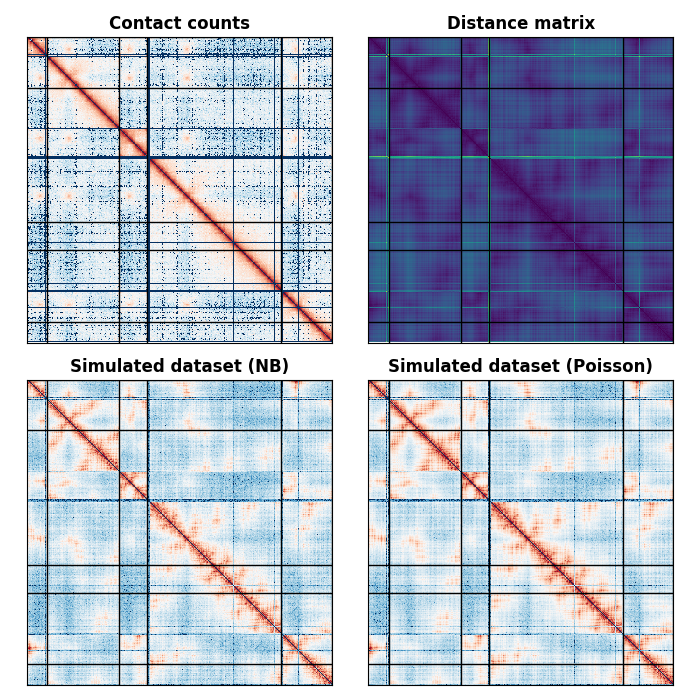 Contact counts
Distance matrix
Simulated dataset (NB)
Simulated dataset (Poisson)